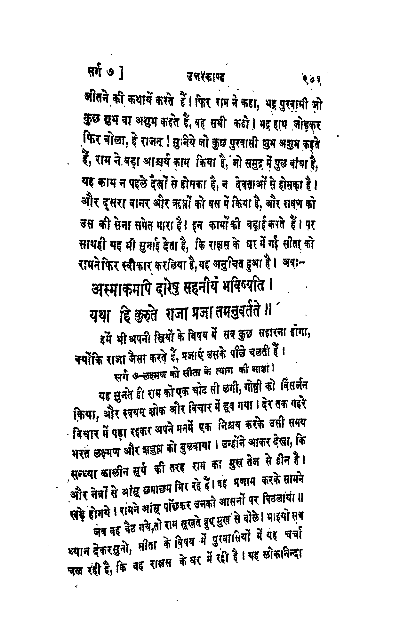 सर्ग ७ ] उत्तरकाण्ड
जीतने की कथायें करते हैं। फिर राम ने कहा, भद्र पुरवासी जो
कुछ शुभ वा अशुभ कहते हैं, वह सभी कहो। भद्र हाथ जोड़कर
फिर बोला, हे राजन! सुनिये जो कुछ पुरवासी शुभ अशुभ कहते
हैं, राम ने बड़ा आश्चर्य काम किया है, जो समुद्र में पुल बांधा है,
यह काम न पहले दैत्यों से होसका है, न देवताओं से होसका है।
और दूसरा वानर और ऋक्षों को वस में किया है, और रावण को
उस की सेना समेत मारा है। इन कामोंकी बड़ाई करते हैं। पर
साथही यह भी सुनाई देता है, कि राक्षस के घर में गई सीता को
रामने फिर स्वीकार करलिया है, यह अनुचित हुआ है। अब:-
अस्माकमपि दारेषु सहनीयं भविष्यति।
यथा हि कुरुते राजा प्रजा तमनुवर्तते॥
हमें भी अपनी स्त्रियों के विषय में सब कुछ सहारना होगा,
क्योंकि राजा जैसा करते हैं, प्रजाएं उसके पीछे चलती हैं।
सर्ग ७-लक्ष्मण को सीता के त्याग की आज्ञा।
यह सुनते ही राम को एक चोट सी लगी, गोष्ठी को विसर्जन
किया, और स्वयम् शोक और विचार में डूब गया। देर तक गहरे
विचार में पड़ा रहकर अपने मनमें एक निश्चय करके उसी समय
भरत लक्ष्मण और शत्रुघ्न को बुलवाया। उन्होंने आकर देखा, कि
सन्ध्या कालीन सूर्य की तरह राम का मुख तेज से हीन है।
और नेत्रों से आंसू छमाछम गिर रहे हैं। वह प्रणाम करके सामने
खड़े होगये। रामने आंसू पोंछकर उनको आसनों पर बिठलाया॥
जब वह बैठ गये, तो राम सूखते हुए मुख से बोले। भाइयो सब
ध्यान देकर सुनो, सीता के विषय में पुरवासियों में यह चर्चा
चल रही है, कि वह राक्षस के घर में रही है। यह लोकनिन्दा